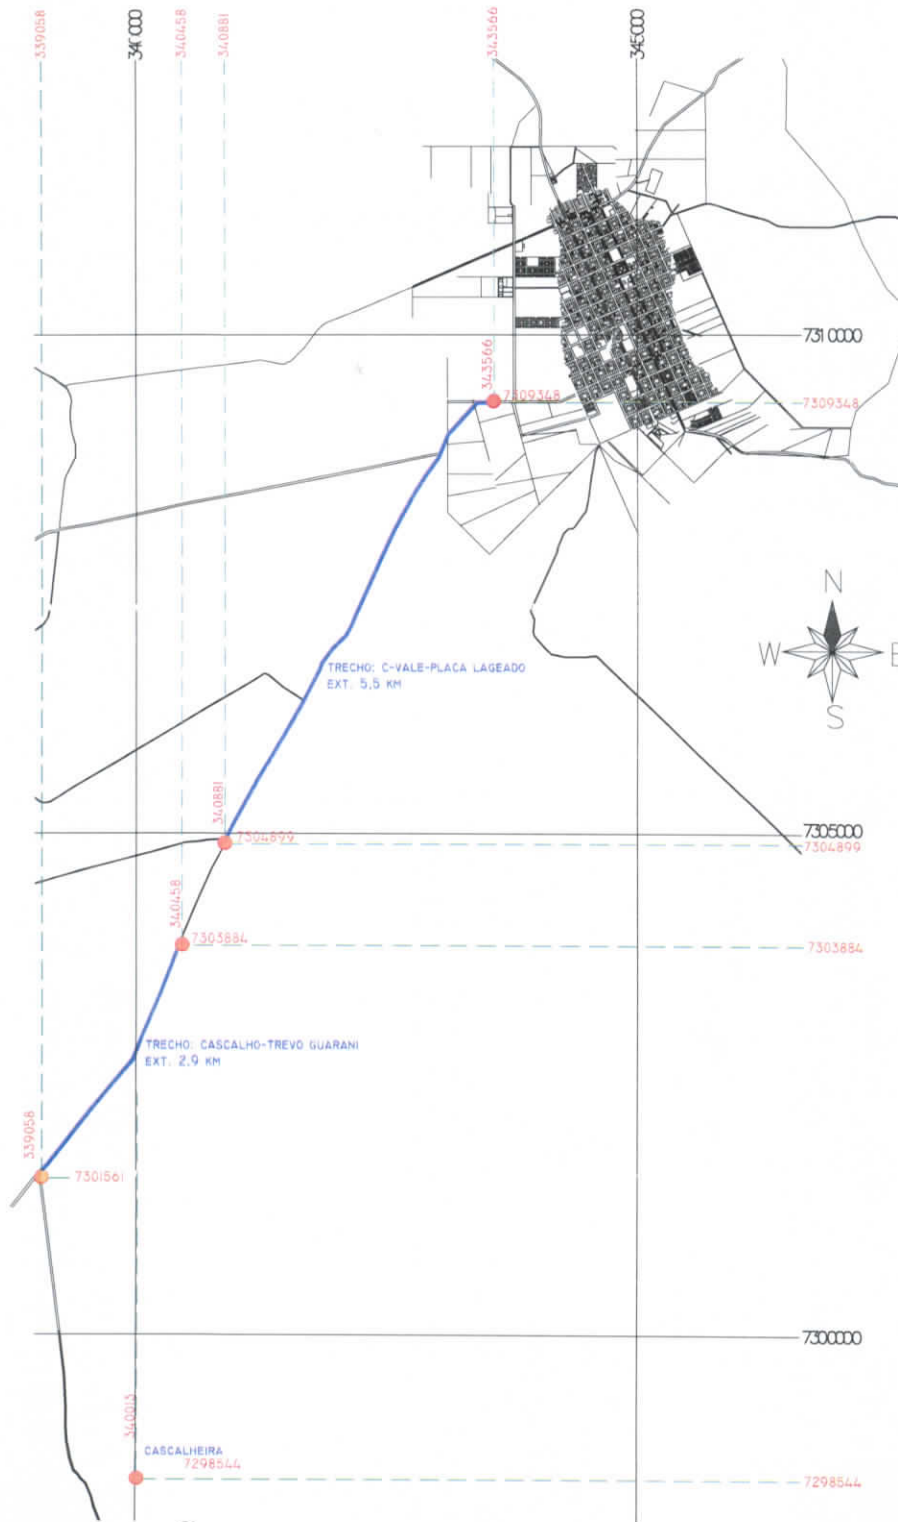 339058
340000
340458
340881
343566
345000
7310000
343566
7309348
7309348
N
W
E
S
TRECHO: C-VALE-PLACA LAGEADO
EXT. 5,5 KM
340881
7304899
7305000
7304899
340458
7303884
7303884
TRECHO: CASCALHO-TREVO GUARANI
EXT. 2,9 KM
339058
7301561
7300000
340013
CASCALHEIRA
7298544
7298544